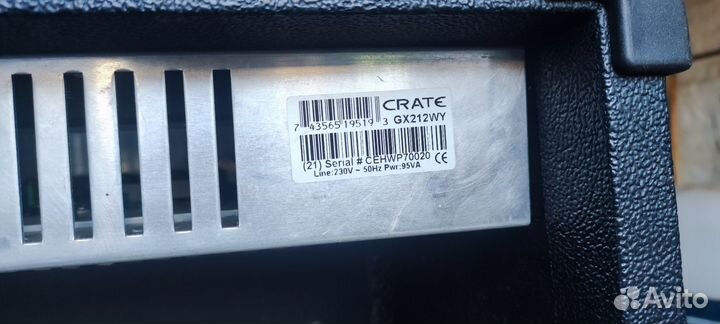 CRATE
7 43565 19519 3 GX212WY
(21) Serial # CEHWP70020 CE
Line:230V ~ 50Hz Pwr:95VA
Avito